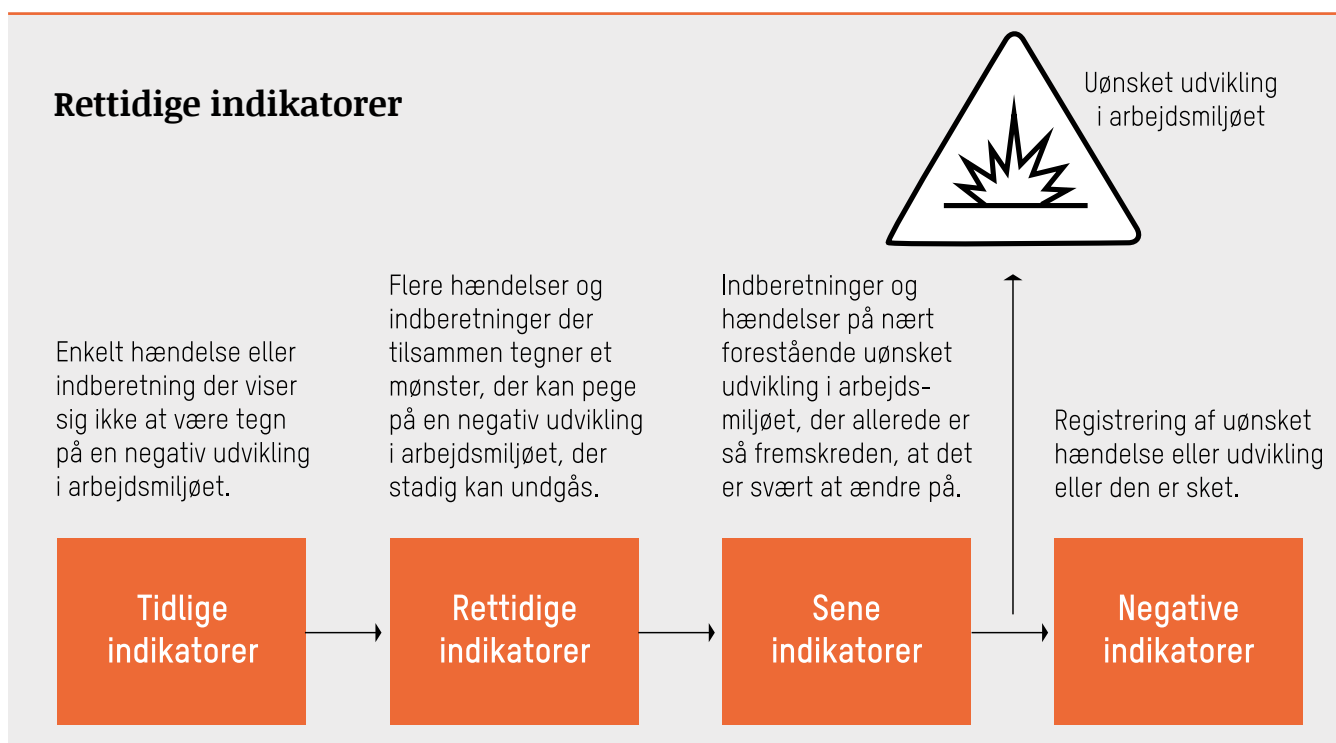 Rettidige indikatorer
Uønsket udvikling
i arbejdsmiljøet
Enkelt hændelse eller
indberetning der viser
sig ikke at være tegn
på en negativ udvikling
i arbejdsmiljøet.
Flere hændelser og
indberetninger der
tilsammen tegner et
mønster, der kan pege
på en negativ udvikling
i arbejdsmiljøet, der
stadig kan undgås.
Indberetninger og
hændelser på nært
forestående uønsket
udvikling i arbejds-
miljøet, der allerede er
så fremskreden, at det
er svært at ændre på.
Registrering af uønsket
hændelse eller udvikling
eller den er sket.
Tidlige
indikatorer
Rettidige
indikatorer
Sene
indikatorer
Negative
indikatorer